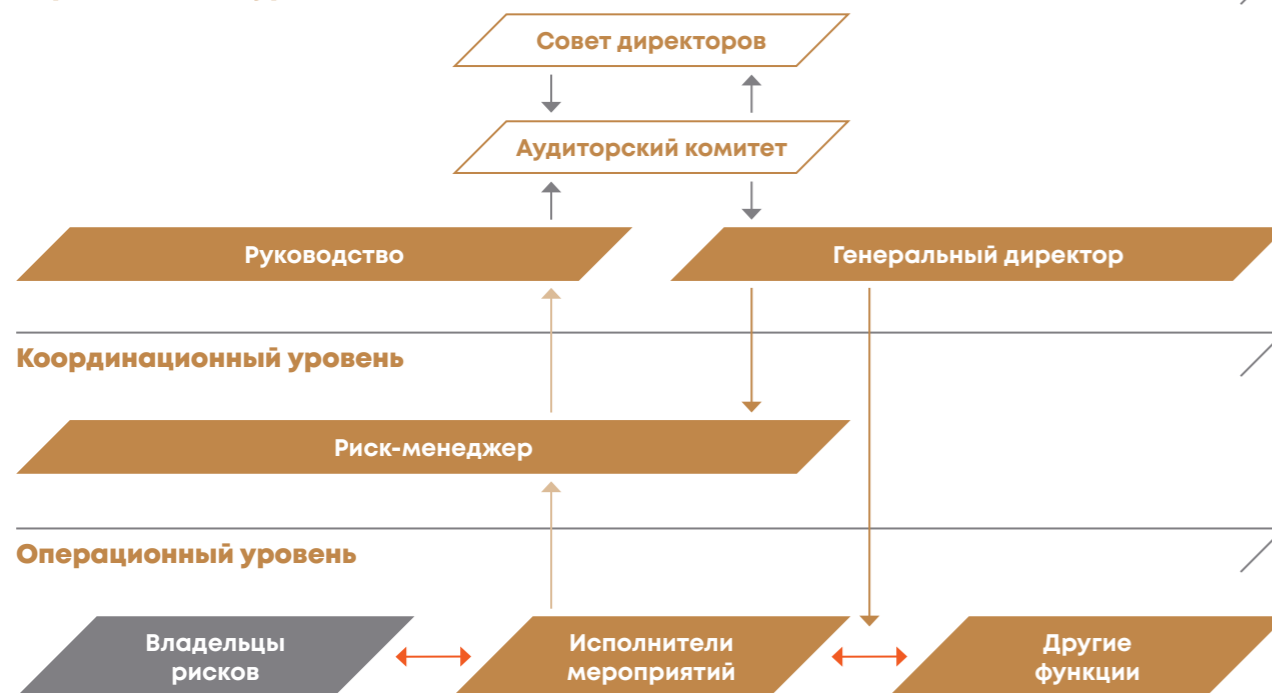 Совет директоров
Аудиторский комитет
Руководство
Генеральный директор
Координационный уровень
Риск-менеджер
Операционный уровень
Владельцы
рисков
Исполнители
мероприятий
Другие
функции